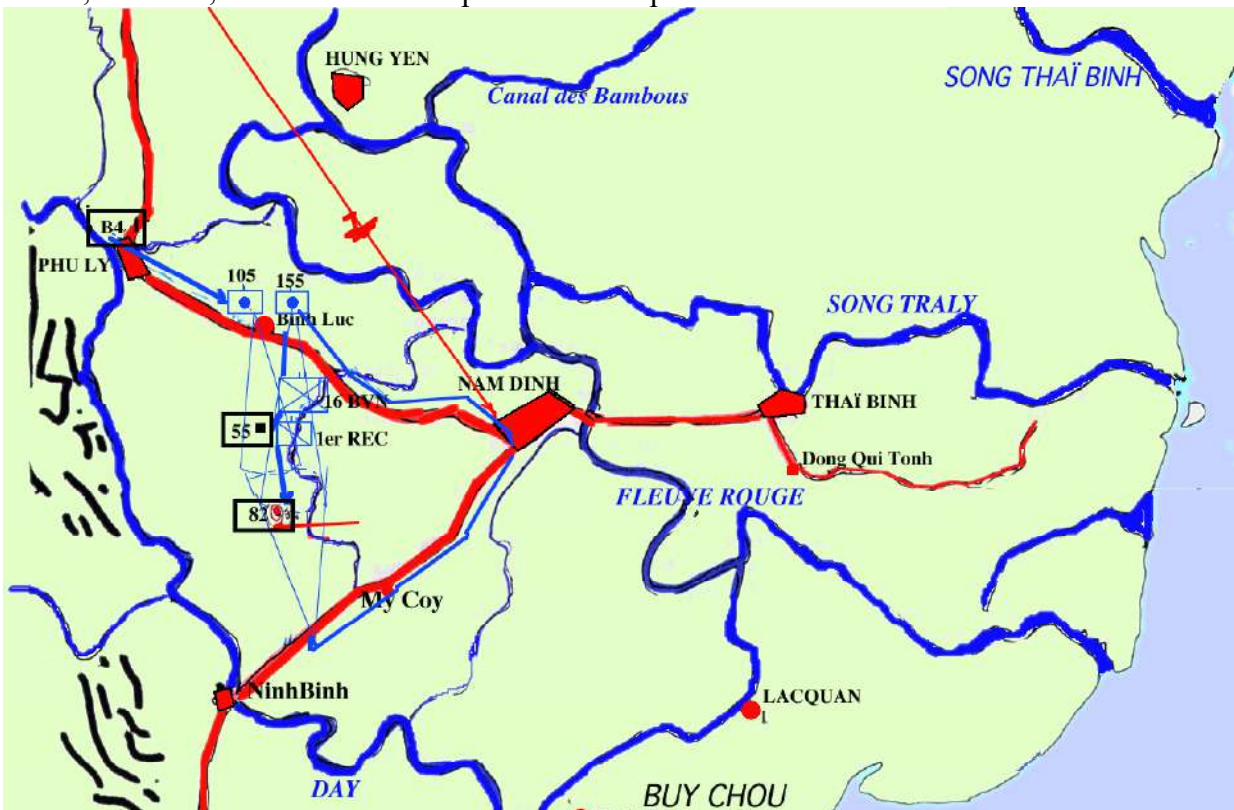 HUNG YEN
SONG THAÏ BINH
Canal des Bambous
B4
PHU LY
105
155
Binh Luc
SONG TRALY
NAM DINH
16 BVN
THAÏ BINH
55
1er REC
Dong Qui Tonh
FLEUVE ROUGE
82
My Coy
NinhBinh
LACQUAN
DAY
BUY CHOU